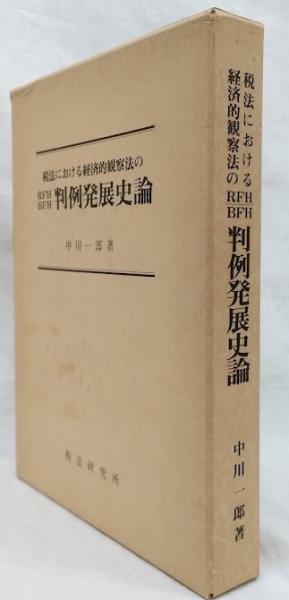 税法における経済的観察法の
RFH
BFH 判例発展史論
中川一郎著
税法研究所
税法における
経済的観察法の
RFH
BFH
判例発展史論
中川一郎著